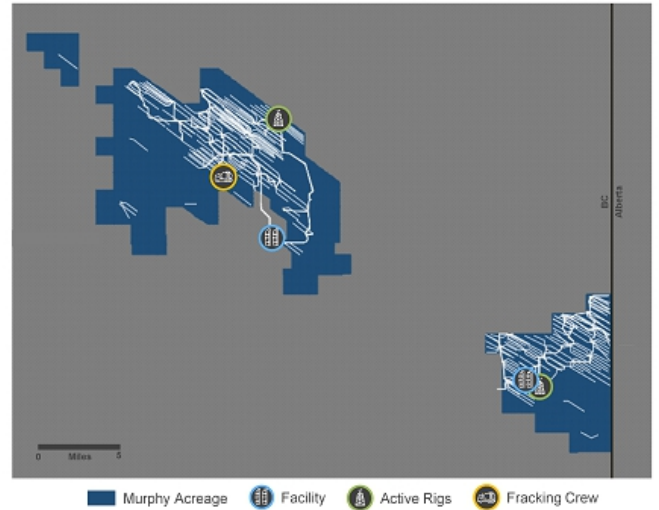 BC
Alberta
0 Miles 5
Murphy Acreage Facility Active Rigs Fracking Crew